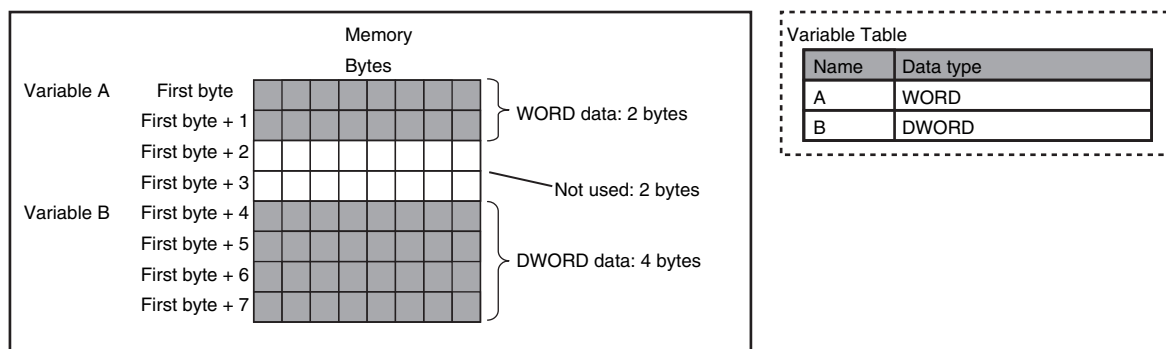 Memory
Bytes
Variable A First byte
First byte + 1
WORD data: 2 bytes
First byte + 2
First byte + 3
Not used: 2 bytes
Variable B First byte + 4
First byte + 5
DWORD data: 4 bytes
First byte + 6
First byte + 7
Variable Table
Name Data type
A WORD
B DWORD